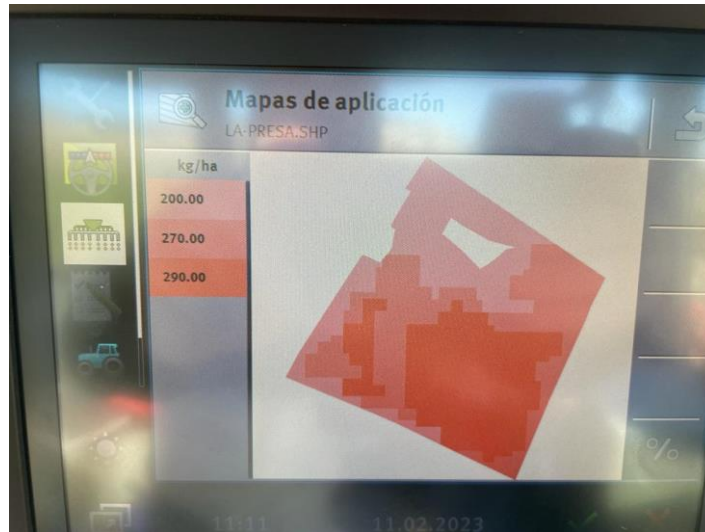 Mapas de aplicación
LA-PRESA.SHP
kg/ha
200.00
270.00
290.00
%
11:11 11.02.2023